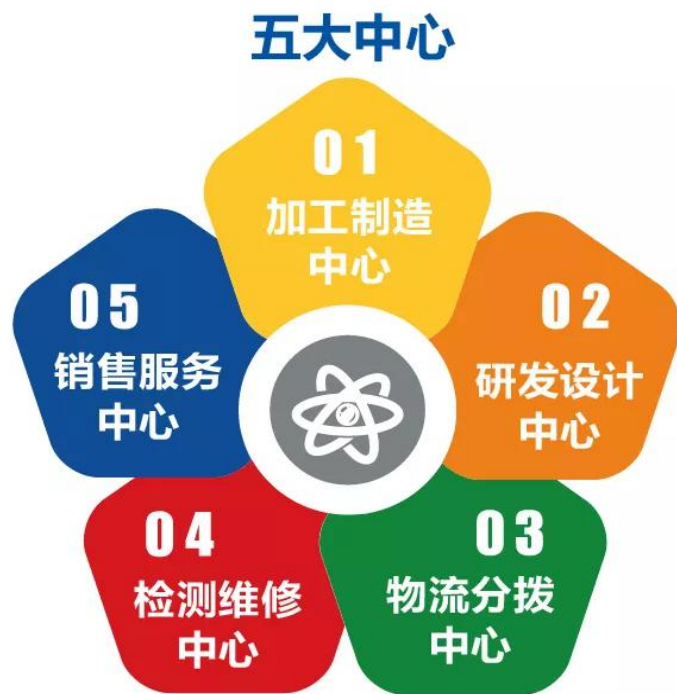 五大中心
01
加工制造
中心
02
研发设计
中心
03
物流分拨
中心
04
检测维修
中心
05
销售服务
中心